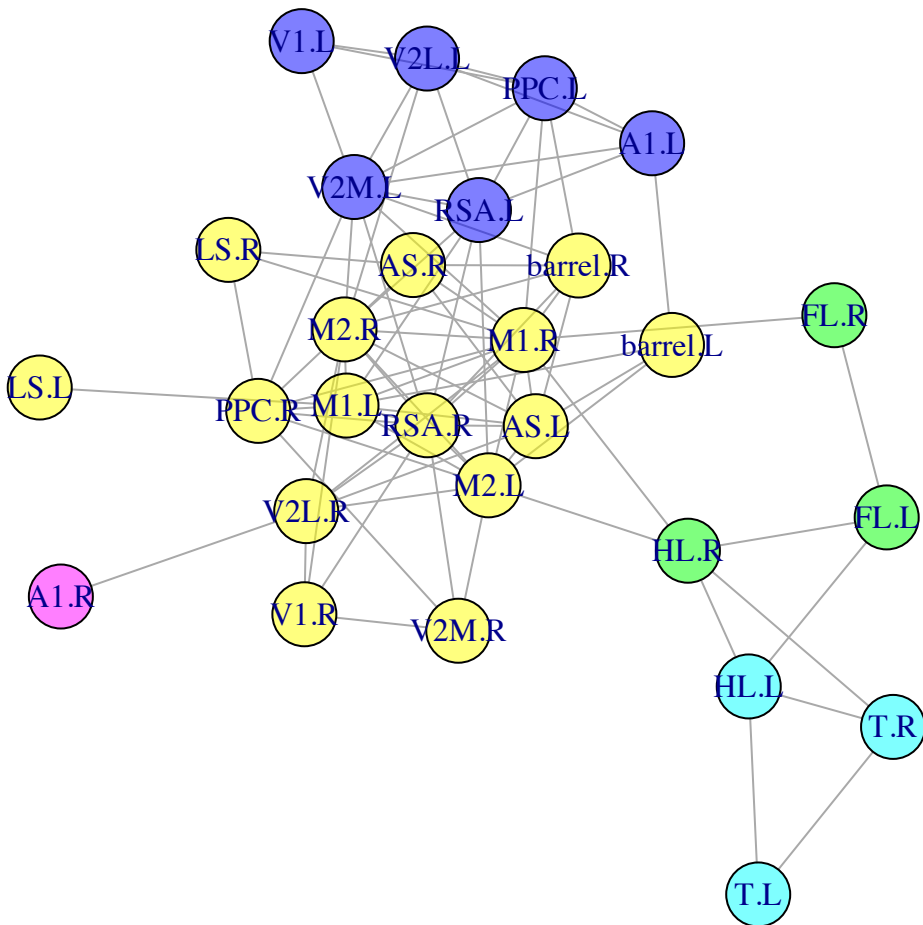 V1.L
V2L.L
PPC.L
A1.L
V2M.L
RSA.L
LS.R
AS.R
barrel.R
FL.R
M2.R
M1.R
barrel.L
LS.L
PPC.R
M1.L
RSA.R
AS.L
M2.L
V2L.R
FL.L
HL.R
A1.R
V1.R
V2M.R
HL.L
T.R
T.L